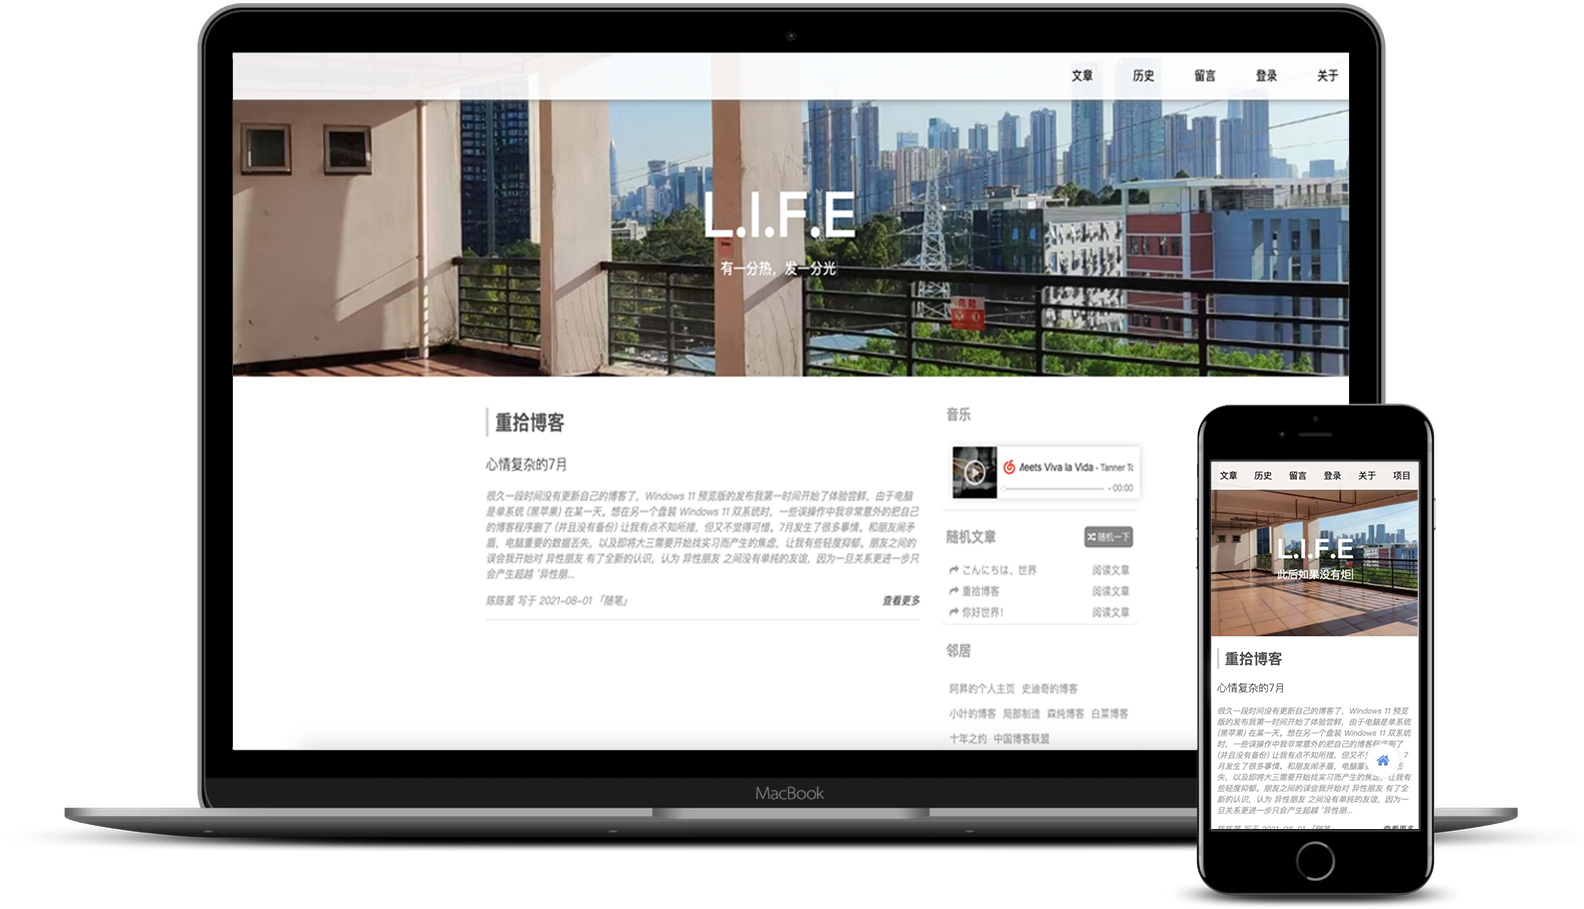 文章 历史 留言 登录 关于
L.I.F.E
有一分热，发一分光
危险
重拾博客
心情复杂的7月
很久一段时间没有更新自己的博客了，Windows 11 预览版的发布我第一时间开始了体验尝鲜，由于电脑
是单系统 (黑苹果) 在某一天。想在另一个盘装 Windows 11 双系统时，一些误操作中我非常意外的把自己
的博客程序删了 (并且没有备份) 让我有点不知所措，但又不觉得可惜。7月发生了很多事情。和朋友闹矛
盾，电脑重要的数据丢失，以及即将大三需要开始找实习而产生的焦虑，让我有些轻度抑郁。朋友之间的
误会我开始对 异性朋友 有了全新的认识，认为 异性朋友 之间没有单纯的友谊，因为一旦关系更进一步只
会产生超越 '异性朋...
陈陈菌 写于 2021-08-01 「随笔」
查看更多
音乐
Meets Viva la Vida - Tanner To
- 00:00
随机文章
随机一下
こんにちは、世界 阅读文章
重拾博客 阅读文章
你好世界！ 阅读文章
邻居
阿昇的个人主页 史迪奇的博客
小叶的博客 局部制造 森纯博客 白菜博客
十年之约 中国博客联盟
MacBook
文章 历史 留言 登录 关于 项目
L.I.F.E
此后如果没有炬
重拾博客
心情复杂的7月
很久一段时间没有更新自己的博客了，Windows 11 预览
版的发布我第一时间开始了体验尝鲜，由于电脑是单系统
(黑苹果) 在某一天。想在另一个盘装 Windows 11 双系统
时，一些误操作中我非常意外的把自己的博客程序删了
(并且没有备份) 让我有点不知所措，但又不 7
月发生了很多事情。和朋友闹矛盾，电脑重 丢
失，以及即将大三需要开始找实习而产生的焦虑，让我有
些轻度抑郁。朋友之间的误会我开始对 异性朋友 有了全
新的认识，认为 异性朋友 之间没有单纯的友谊，因为一
旦关系更进一步只会产生超越 '异性朋...
陈陈菌 写于 2021-08-01 「随笔」
查看更多